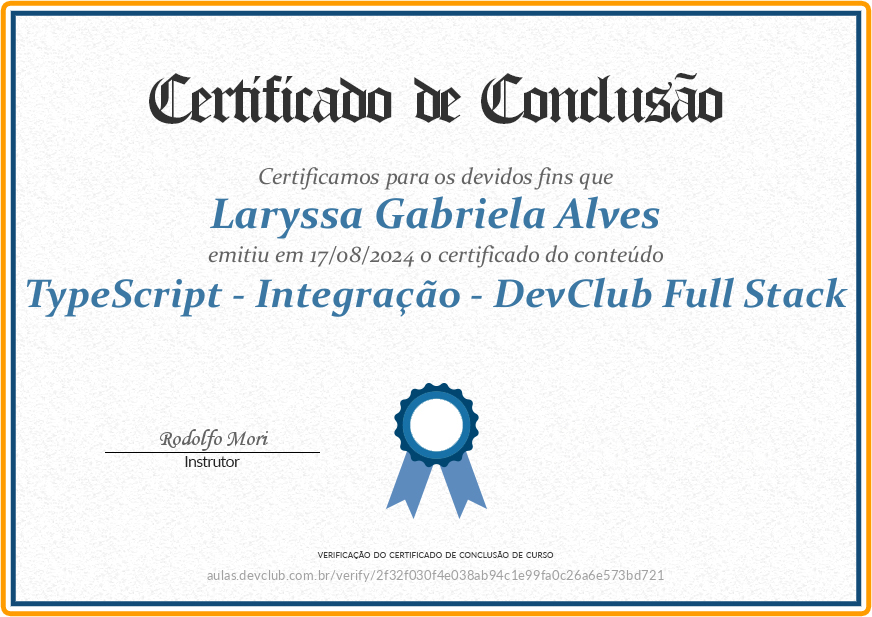 Certificado de Conclusão
Certificamos para os devidos fins que
Laryssa Gabriela Alves
emitiu em 17/08/2024 o certificado do conteúdo
TypeScript - Integração - DevClub Full Stack
Rodolfo Mori
Instrutor
VERIFICAÇÃO DO CERTIFICADO DE CONCLUSÃO DE CURSO
aulas.devclub.com.br/verify/2f32f030f4e038ab94c1e99fa0c26a6e573bd721